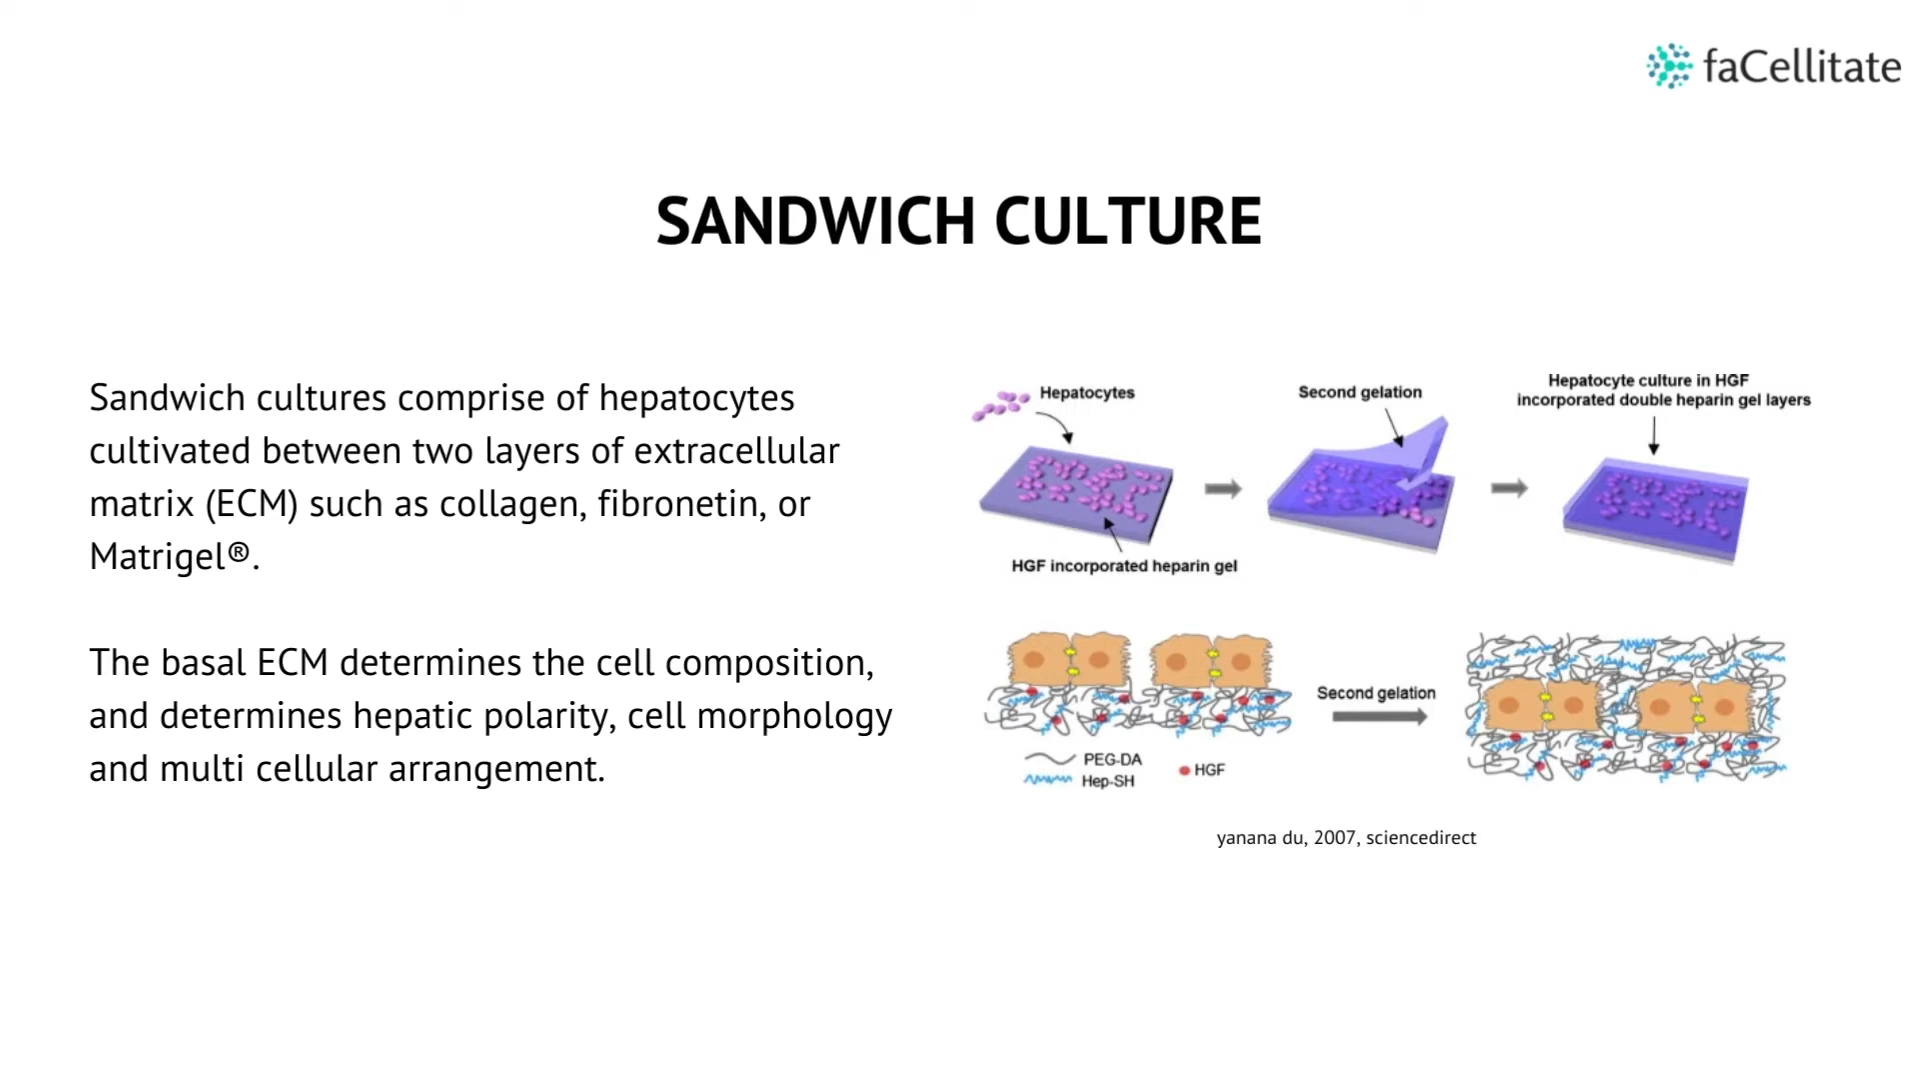 faCellitate
SANDWICH CULTURE
Sandwich cultures comprise of hepatocytes
cultivated between two layers of extracellular
matrix (ECM) such as collagen, fibronetin, or
Matrigel®.
The basal ECM determines the cell composition,
and determines hepatic polarity, cell morphology
and multi cellular arrangement.
Hepatocytes
HGF incorporated heparin gel
Second gelation
Hepatocyte culture in HGF
incorporated double heparin gel layers
Second gelation
PEG-DA
Hep-SH
HGF
yanana du, 2007, sciencedirect